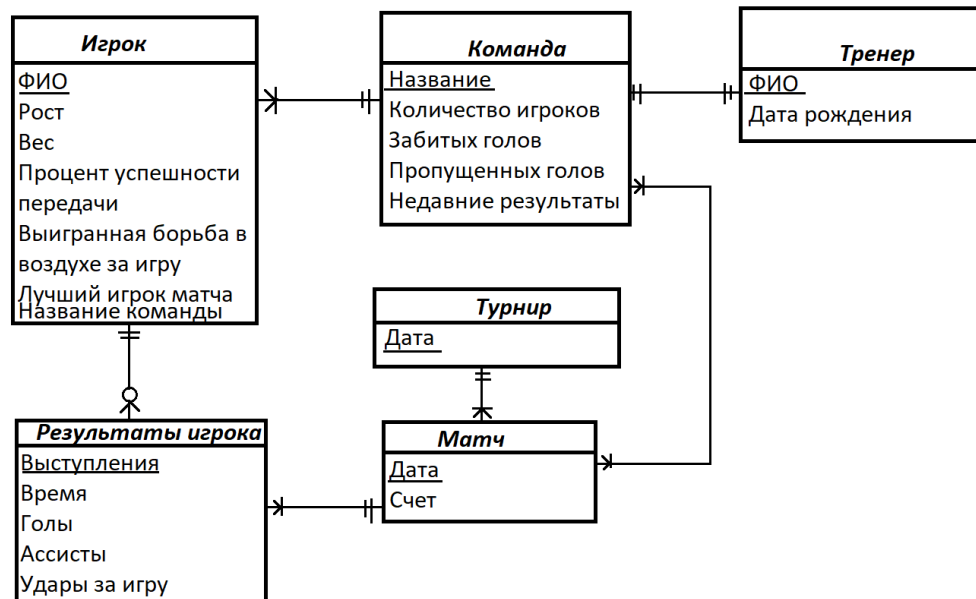 Игрок
ФИО
Рост
Вес
Процент успешности
передачи
Выигранная борьба в
воздухе за игру
Лучший игрок матча
Название команды
Команда
Название
Количество игроков
Забитых голов
Пропущенных голов
Недавние результаты
Тренер
ФИО
Дата рождения
Турнир
Дата
Результаты игрока
Выступления
Время
Голы
Ассисты
Удары за игру
Матч
Дата
Счет